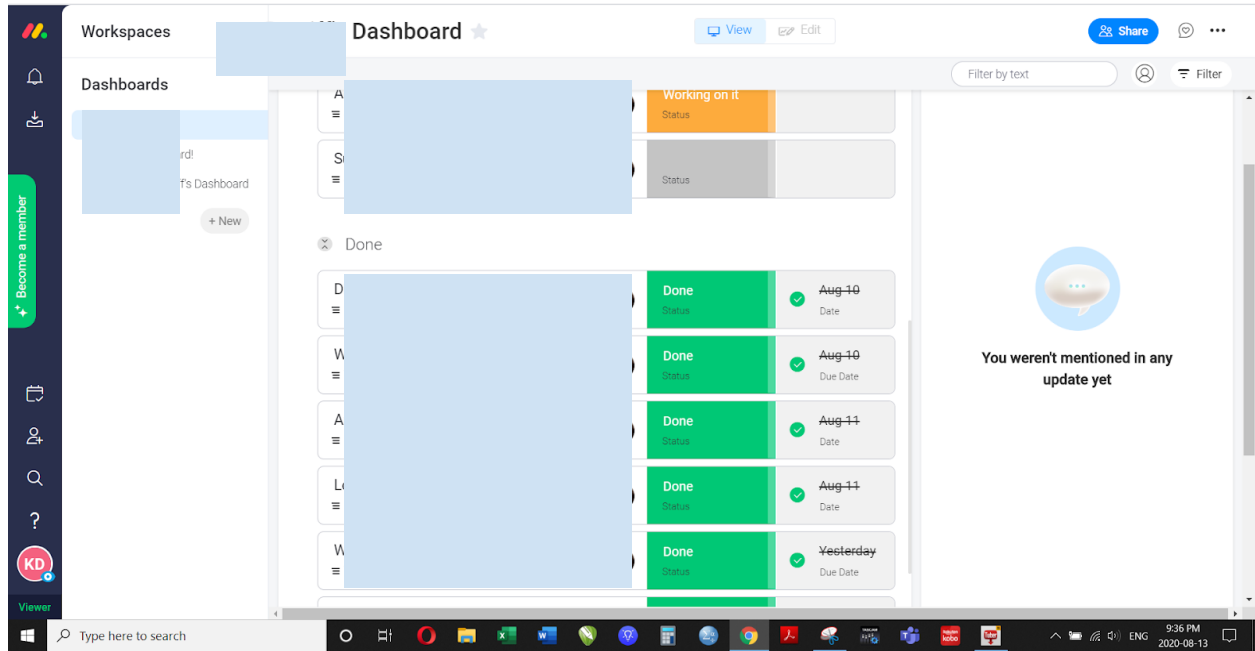 Workspaces
Dashboard
View
Edit
Share
Dashboards
Filter by text
Filter
rd!
f's Dashboard
+ New
Become a member
KD
Viewer
A
Working on it
Status
Status
Done
D
Done
Status
Aug 10
Date
W
Done
Status
Aug 10
Due Date
A
Done
Status
Aug 11
Date
Done
Status
Aug 11
Date
W
Done
Status
Yesterday
Due Date
You weren't mentioned in any
update yet
Type here to search
ENG
9:36 PM
2020-08-13